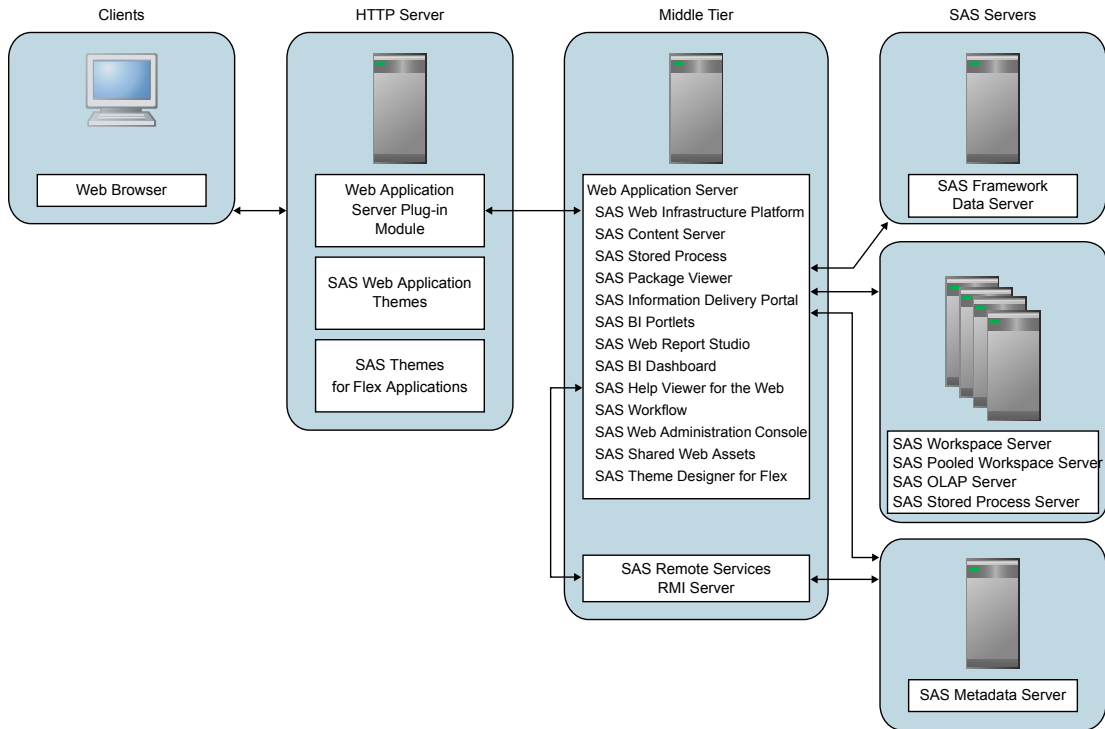 Clients
HTTP Server
Middle Tier
SAS Servers
Web Browser
Web Application
Server Plug-in
Module
SAS Web Application
Themes
SAS Themes
for Flex Applications
Web Application Server
SAS Web Infrastructure Platform
SAS Content Server
SAS Stored Process
SAS Package Viewer
SAS Information Delivery Portal
SAS BI Portlets
SAS Web Report Studio
SAS BI Dashboard
SAS Help Viewer for the Web
SAS Workflow
SAS Web Administration Console
SAS Shared Web Assets
SAS Theme Designer for Flex
SAS Remote Services
RMI Server
SAS Framework
Data Server
SAS Workspace Server
SAS Pooled Workspace Server
SAS OLAP Server
SAS Stored Process Server
SAS Metadata Server